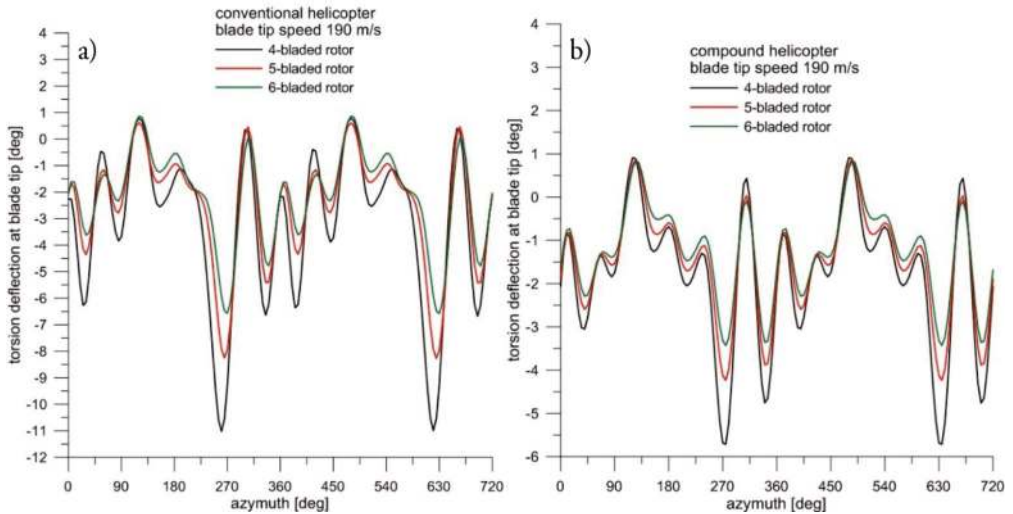 a)
conventional helicopter
blade tip speed 190 m/s
4-bladed rotor
5-bladed rotor
6-bladed rotor
torsion deflection at blade tip [deg]
4
3
2
1
0
-1
-2
-3
-4
-5
-6
-7
-8
-9
-10
-11
-12
0 90 180 270 360 450 540 630 720
azymuth [deg]
b)
compound helicopter
blade tip speed 190 m/s
4-bladed rotor
5-bladed rotor
6-bladed rotor
torsion deflection at blade tip [deg]
4
3
2
1
0
-1
-2
-3
-4
-5
-6
0 90 180 270 360 450 540 630 720
azymuth [deg]